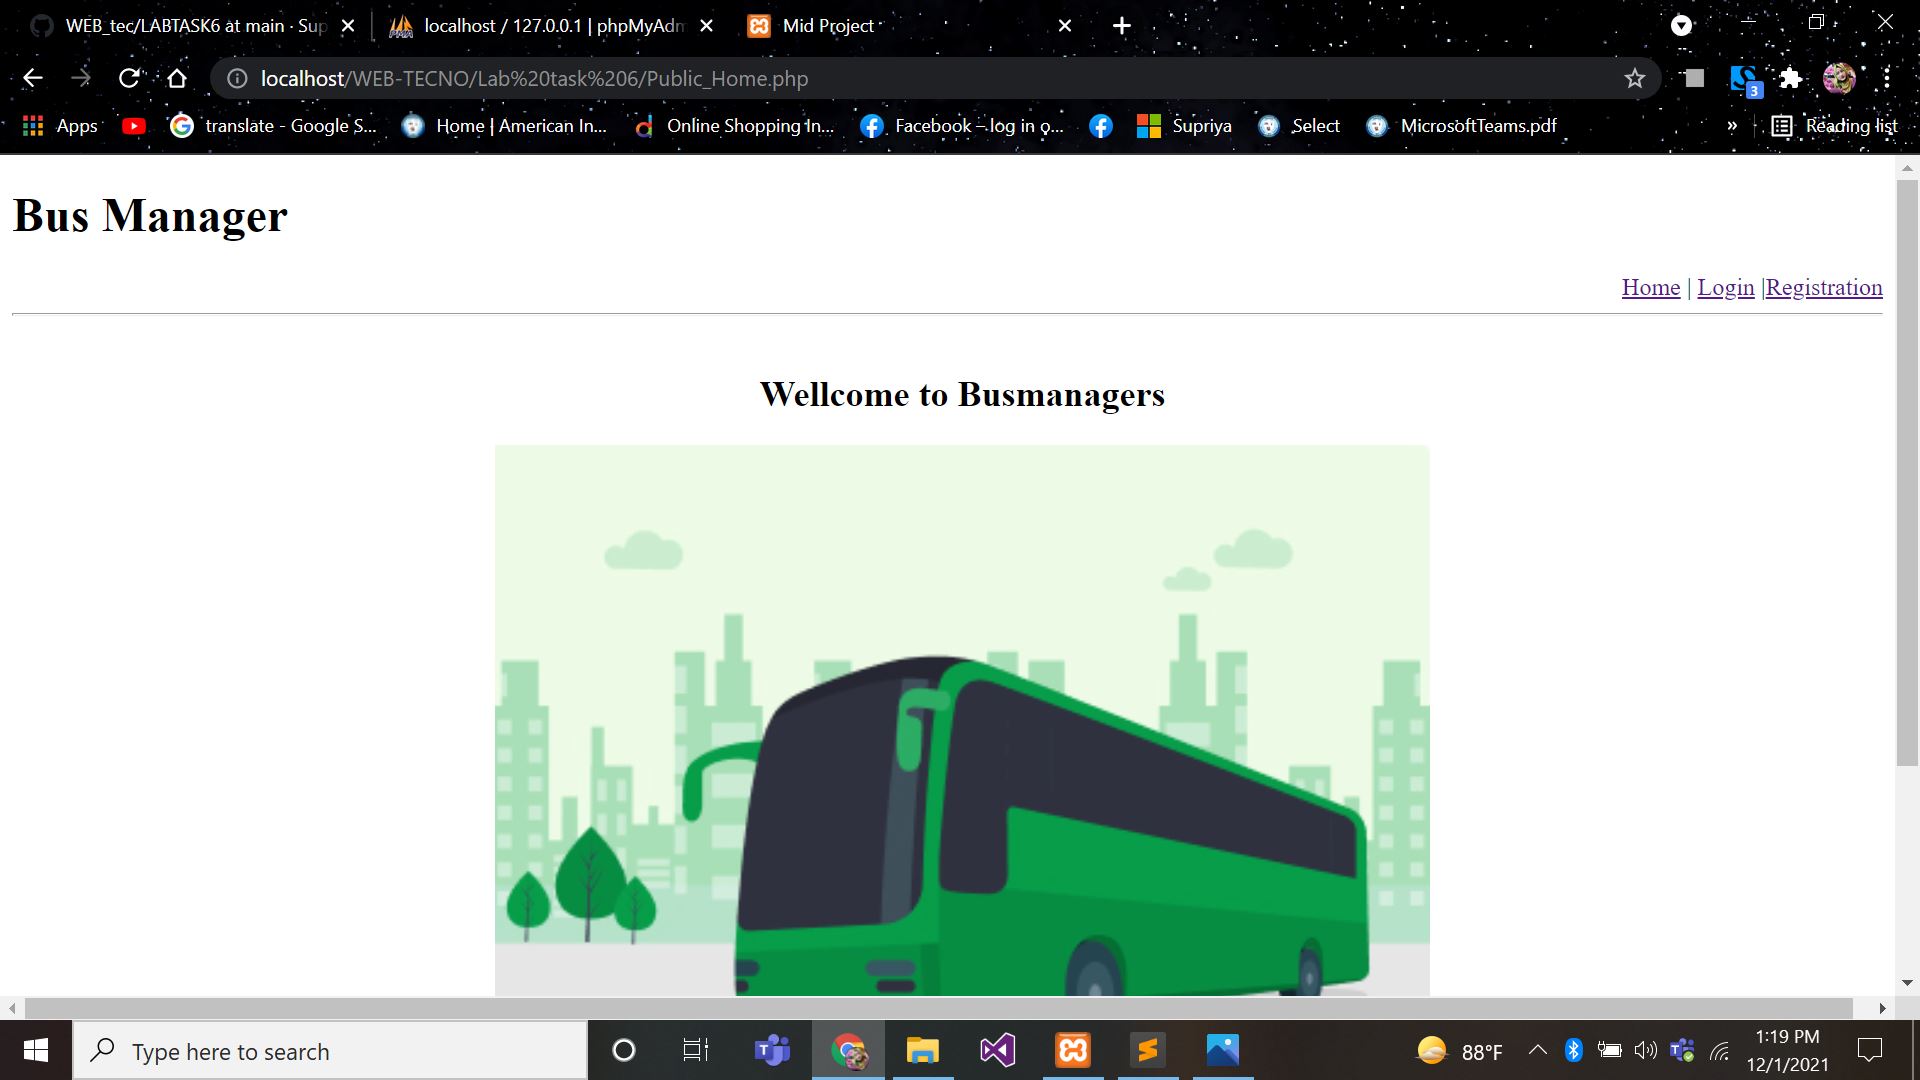 WEB_tec/LABTASK6 at main · Sup
localhost / 127.0.0.1 | phpMyAdm
Mid Project
localhost/WEB-TECNO/Lab%20task%206/Public_Home.php
3
Apps
translate - Google S...
Home | American In...
Online Shopping In...
Facebook – log in o...
Supriya
Select
MicrosoftTeams.pdf
»
Reading list
Bus Manager
Home | Login |Registration
Wellcome to Busmanagers
Type here to search
88°F
1:19 PM
12/1/2021